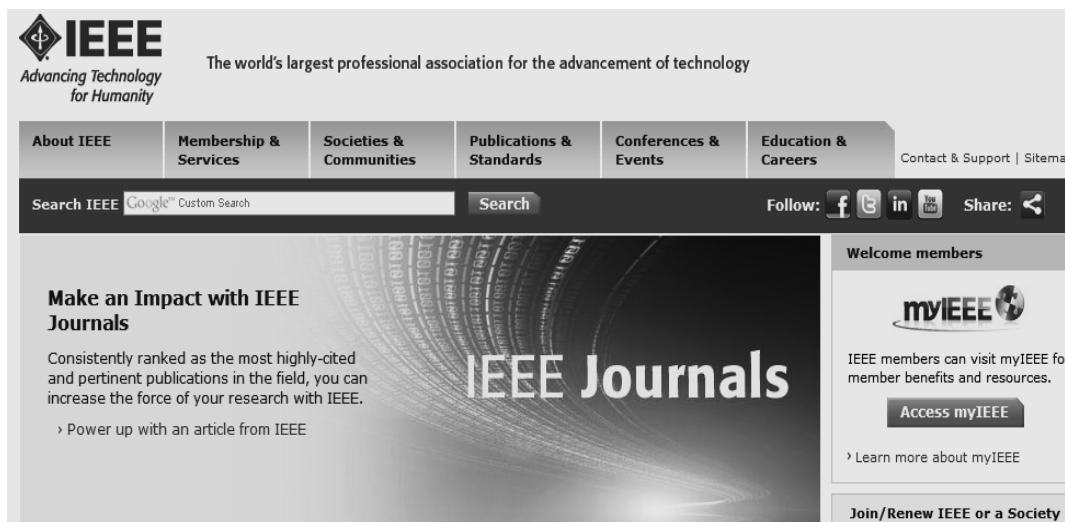 IEEE
Advancing Technology
for Humanity
The world's largest professional association for the advancement of technology
About IEEE
Membership &
Services
Societies &
Communities
Publications &
Standards
Conferences &
Events
Education &
Careers
Contact & Support | Sitema
Search IEEE Google™ Custom Search Search Follow: f t in You Tube Share:
Make an Impact with IEEE
Journals
Consistently ranked as the most highly-cited
and pertinent publications in the field, you can
increase the force of your research with IEEE.
› Power up with an article from IEEE
IEEE Journals
Welcome members
myIEEE
IEEE members can visit myIEEE fo
member benefits and resources.
Access myIEEE
› Learn more about myIEEE
Join/Renew IEEE or a Society